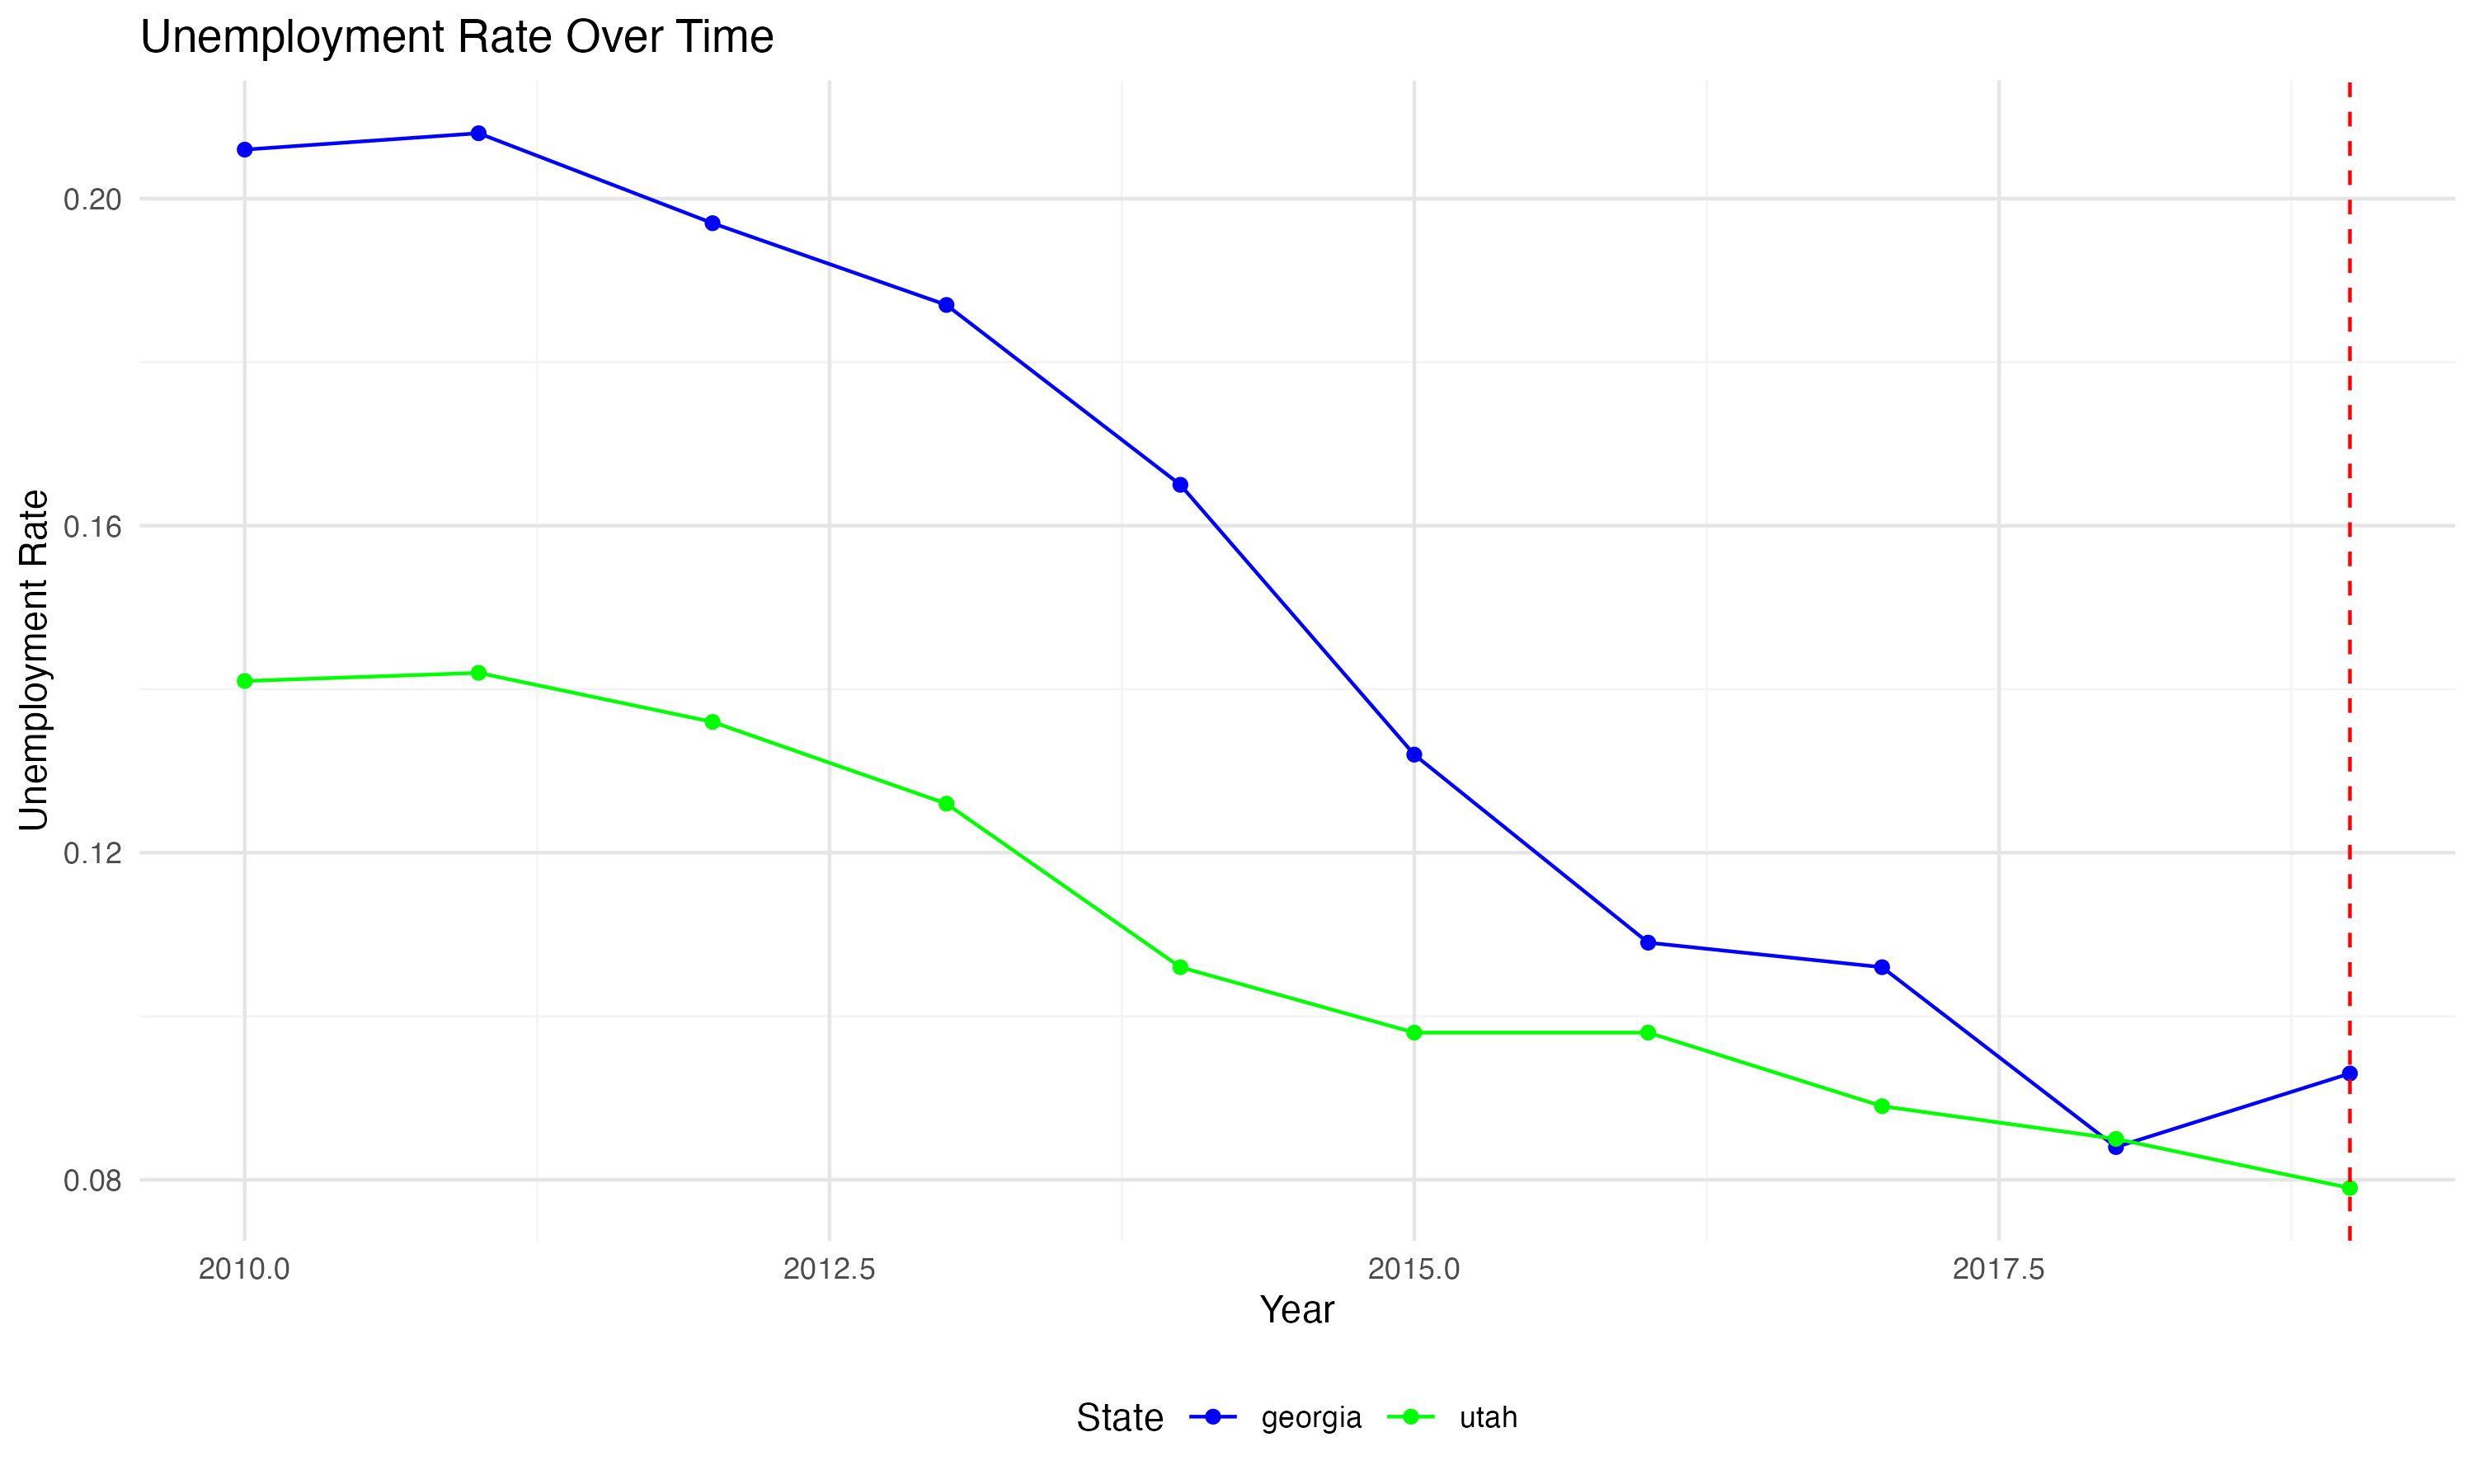 Unemployment Rate Over Time
Unemployment Rate
0.20
0.16
0.12
0.08
2010.0 2012.5 2015.0 2017.5
Year
State georgia utah